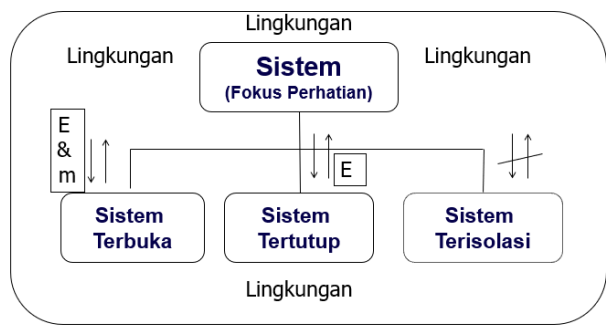 Lingkungan
Lingkungan
Lingkungan
Sistem
(Fokus Perhatian)
E
&
m
E
Sistem
Terbuka
Sistem
Tertutup
Sistem
Terisolasi
Lingkungan